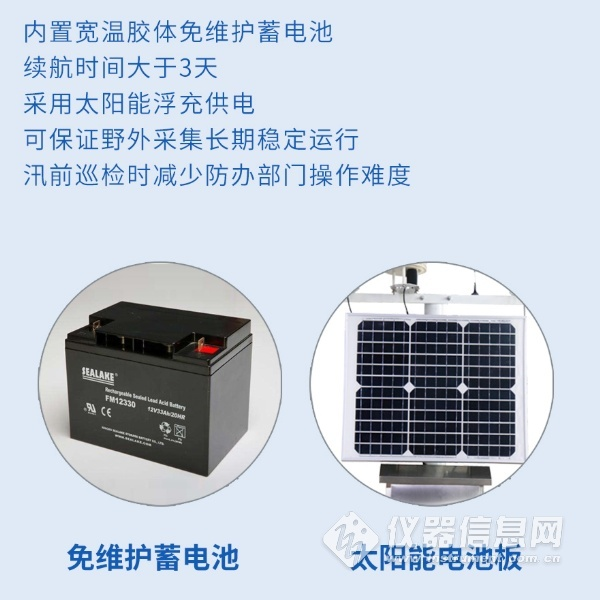 内置宽温胶体免维护蓄电池
续航时间大于3天
采用太阳能浮充供电
可保证野外采集长期稳定运行
汛前巡检时减少防办部门操作难度
SEALAKE
Rechargeable Sealed Lead Acid Battery
FM12330
12V33Ah/20HR
免维护蓄电池
太阳能电池板
仪器信息网